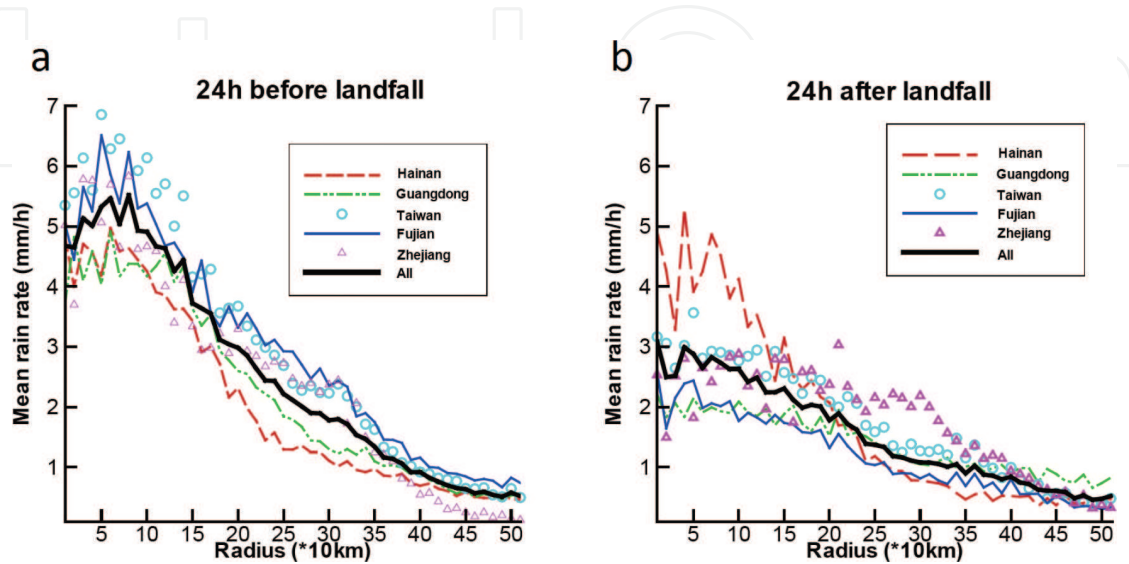 a
24h before landfall
7
6
5
4
3
2
1
Mean rain rate (mm/h)
Hainan
Guangdong
Taiwan
Fujian
Zhejiang
All
5 10 15 20 25 30 35 40 45 50
Radius (*10km)
b
24h after landfall
7
6
5
4
3
2
1
Mean rain rate (mm/h)
Hainan
Guangdong
Taiwan
Fujian
Zhejiang
All
5 10 15 20 25 30 35 40 45 50
Radius (*10km)